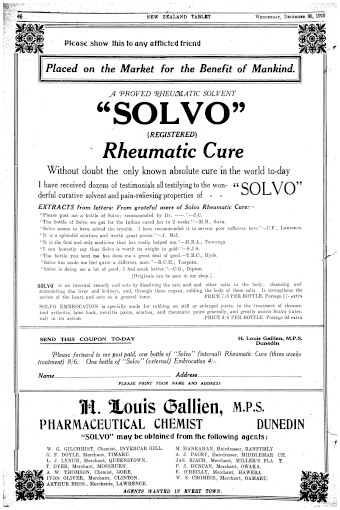 46
NEW ZEALAND TABLET
WEDNESDAY, DECEMBER 30, 1915
Please show this to any afflicted friend
Placed on the Market for the Benefit of Mankind.
A PROVED RHEUMATIC SOLVENT
"SOLVO"
(REGISTERED)
Rheumatic Cure
Without doubt the only known absolute cure in the world to-day
I have received dozens of testimonials all testifying to the won-
derful curative solvent and pain-relieving properties of - - "SOLVO"
EXTRACTS from letters: From grateful users of Solvo Rheumatic Cure:—
"Please post me a bottle of Solvo; recommended by Dr. ——."—J.C.
"The bottle of Solvo we got for the Indian cured her in 2 weeks."—M.B., Suva.
"Solvo seems to have solved the trouble. I have recommended it to several poor sufferers here."—C.F., Lawrence.
"It is a splendid mixture and worth great praise."—J. McI.
"It is the first and only medicine that has really helped me."—H.B.A., Tauranga.
"I can honestly say that Solvo is worth its weight in gold."—S.J.S.
"The bottle you sent me has done me a great deal of good."—T.B.C., Hyde.
"Solvo has made me feel quite a different man."—R.C.H., Tuapeka.
"Solvo is doing me a lot of good; I feel much better."—C.G., Dipton.
[Originals can be seen in my shop.]
SOLVO is an internal remedy and acts by dissolving the uric acid and other salts in the body, cleansing and
stimulating the liver and kidneys, and, through these organs, ridding the body of these salts. It strengthens the
action of the heart and acts as a general tonic. PRICE 7/6 PER BOTTLE. Postage 1/- extra
SOLVO EMBROCATION is specially made for rubbing on stiff or enlarged joints, in the treatment of rheuma-
toid arthritis, lame back, neuritis pains, sciatica, and rheumatic pains generally, and greatly assists Solvo (inter-
nal) in its action. PRICE 3/6 PER BOTTLE. Postage 6d extra
SEND THIS COUPON TO-DAY
H. Louis Gallien, M.P.S.
Dunedin
Please forward to me post paid, one bottle of "Solvo" (internal) Rheumatic Cure (three weeks
treatment) 8/6. One bottle of "Solvo" (external) Embrocation 4/-.
Name Address
PLEASE PRINT YOUR NAME AND ADDRESS
H. Louis Gallien, M.P.S.
PHARMACEUTICAL CHEMIST DUNEDIN
"SOLVO" may be obtained from the following agents:
W. G. GILCHRIST, Chemist, INVERCARGILL.
G. F. DOYLE, Merchant, TIMARU.
L. J. LYNCH, Merchant, QUEENSTOWN.
T. DYER, Merchant, MOSSBURN.
A. W. THOMSON, Chemist, GORE.
IVON OLIVER, Chemist, CLINTON.
ARTHUR BROS., Merchants, LAWRENCE.
M. HANRAHAN, Hairdresser, RANFURLY
A. J. PACKY, Hairdresser, MIDDLEMARCH.
JAS. RIACH, Merchant, MILLER'S FLAT
P. J. DUNCAN, Merchant, OWAKA.
E. O'REILLY, Merchant, HAWERA.
W. S. CROMBIE, Merchant, OAMARU.
AGENTS WANTED IN EVERY TOWN.